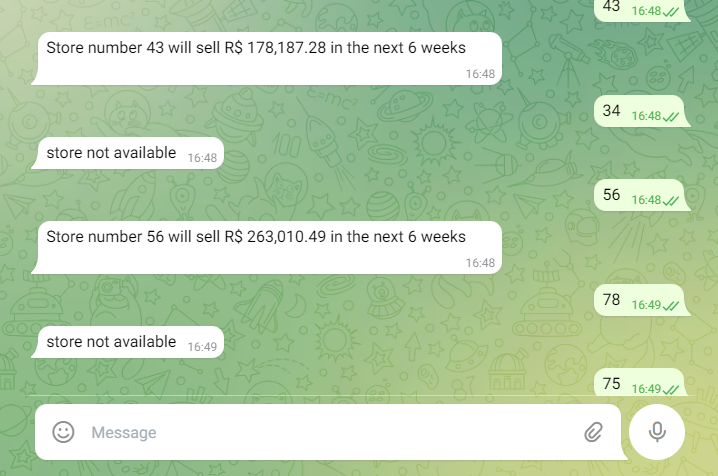 43 16:48
Store number 43 will sell R$ 178,187.28 in the next 6 weeks
16:48
34 16:48
store not available 16:48
56 16:48
Store number 56 will sell R$ 263,010.49 in the next 6 weeks
16:48
78 16:49
store not available 16:49
75 16:49
Message